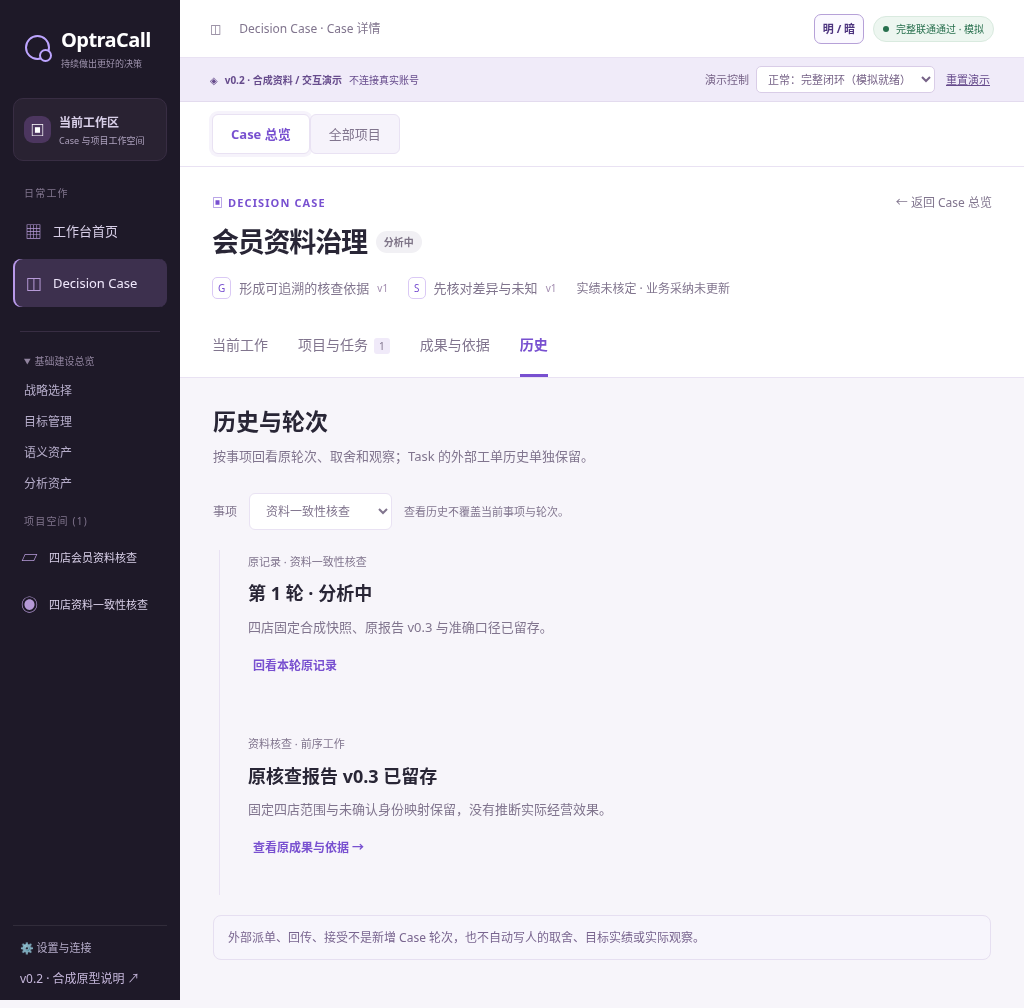 OptraCall
持续做出更好的决策
当前工作区
Case 与项目工作空间
日常工作
工作台首页
Decision Case
▼ 基础建设总览
战略选择
目标管理
语义资产
分析资产
项目空间 (1)
四店会员资料核查
四店资料一致性核查
设置与连接
v0.2 · 合成原型说明 ↗
Decision Case · Case 详情
明 / 暗
完整联通通过 · 模拟
v0.2 · 合成资料 / 交互演示 不连接真实账号
演示控制 正常：完整闭环（模拟就绪） 重置演示
Case 总览
全部项目
DECISION CASE
← 返回 Case 总览
会员资料治理 分析中
G 形成可追溯的核查依据 v1 S 先核对差异与未知 v1 实绩未核定 · 业务采纳未更新
当前工作 项目与任务 1 成果与依据 历史
历史与轮次
按事项回看原轮次、取舍和观察；Task 的外部工单历史单独保留。
事项 资料一致性核查 查看历史不覆盖当前事项与轮次。
原记录 · 资料一致性核查
第 1 轮 · 分析中
四店固定合成快照、原报告 v0.3 与准确口径已留存。
回看本轮原记录
资料核查 · 前序工作
原核查报告 v0.3 已留存
固定四店范围与未确认身份映射保留，没有推断实际经营效果。
查看原成果与依据 →
外部派单、回传、接受不是新增 Case 轮次，也不自动写人的取舍、目标实绩或实际观察。